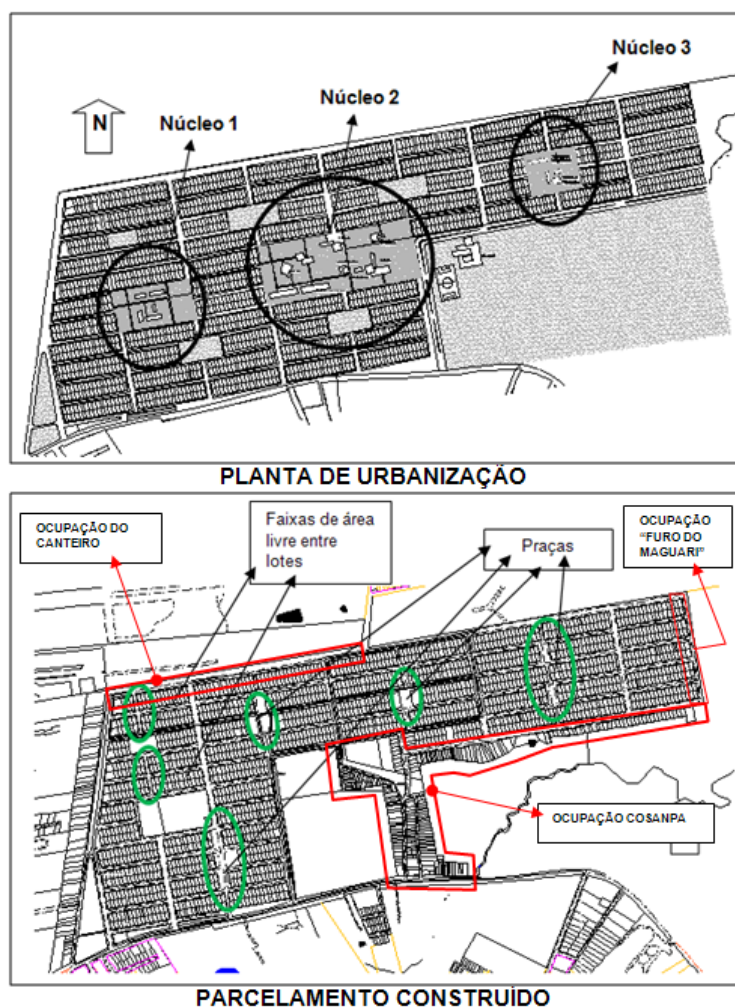 Núcleo 3
Núcleo 2
Núcleo 1
N
PLANTA DE URBANIZAÇÃO
OCUPAÇÃO DO
CANTEIRO
Faixas de área
livre entre
lotes
Praças
OCUPAÇÃO
"FURO DO
MAGUARI"
OCUPAÇÃO COSANPA
PARCELAMENTO CONSTRUÍDO